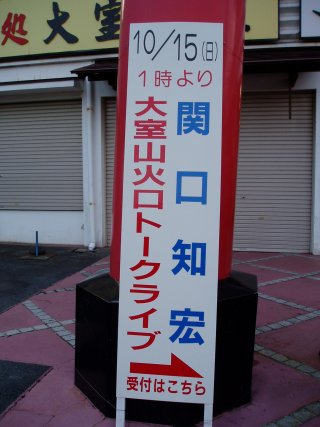 処 大室
10/15(日)
1時より
関口知宏
大室山火口トークライブ
受付はこちら